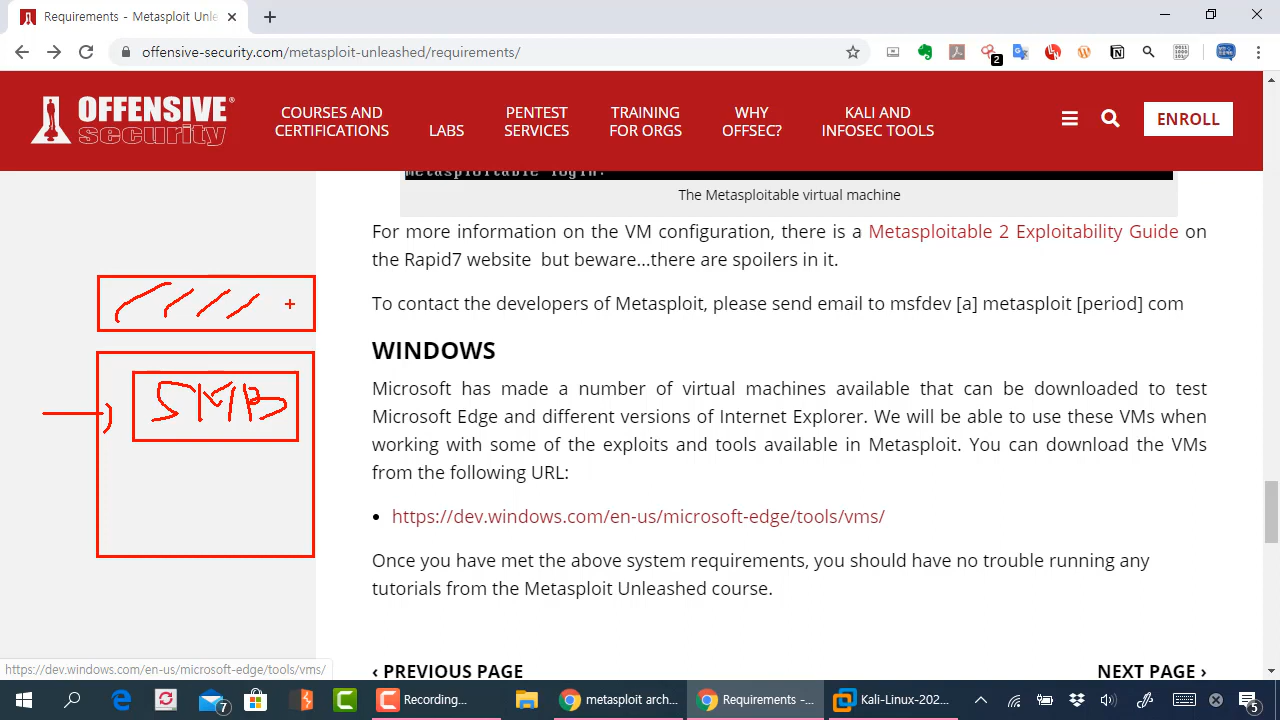 Requirements - Metasploit Unlea
offensive-security.com/metasploit-unleashed/requirements/
2
OFFENSIVE
security
COURSES AND
CERTIFICATIONS
LABS
PENTEST
SERVICES
TRAINING
FOR ORGS
WHY
OFFSEC?
KALI AND
INFOSEC TOOLS
ENROLL
metasploitable login:
The Metasploitable virtual machine
For more information on the VM configuration, there is a Metasploitable 2 Exploitability Guide on
the Rapid7 website but beware…there are spoilers in it.
To contact the developers of Metasploit, please send email to msfdev [a] metasploit [period] com
SMB
WINDOWS
Microsoft has made a number of virtual machines available that can be downloaded to test
Microsoft Edge and different versions of Internet Explorer. We will be able to use these VMs when
working with some of the exploits and tools available in Metasploit. You can download the VMs
from the following URL:
• https://dev.windows.com/en-us/microsoft-edge/tools/vms/
Once you have met the above system requirements, you should have no trouble running any
tutorials from the Metasploit Unleashed course.
‹ PREVIOUS PAGE
NEXT PAGE ›
https://dev.windows.com/en-us/microsoft-edge/tools/vms/
7
Recording...
metasploit arch...
Requirements -...
Kali-Linux-202...
5